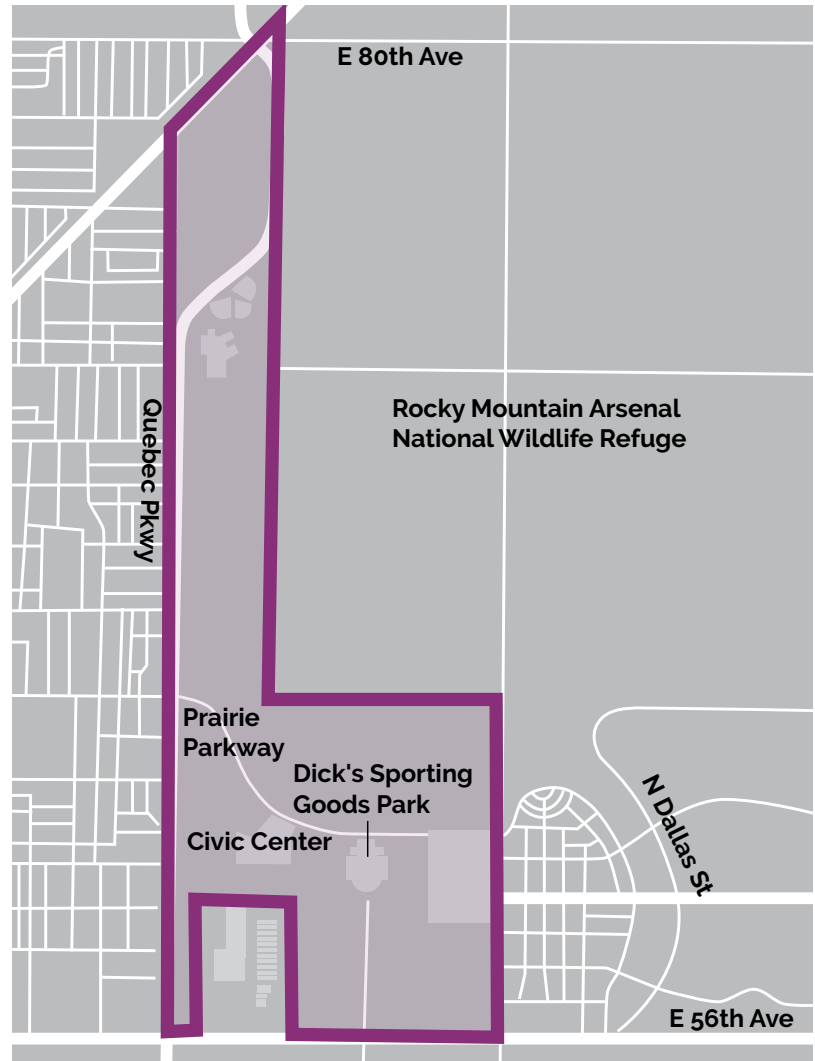 E 80th Ave
Rocky Mountain Arsenal
National Wildlife Refuge
Quebec Pkwy
Prairie
Parkway
Dick's Sporting
Goods Park
Civic Center
N Dallas St
E 56th Ave